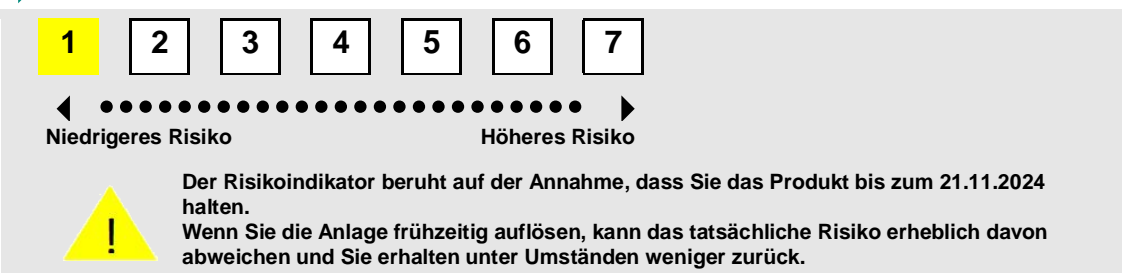 1 2 3 4 5 6 7
Niedrigeres Risiko Höheres Risiko
!
Der Risikoindikator beruht auf der Annahme, dass Sie das Produkt bis zum 21.11.2024
halten.
Wenn Sie die Anlage frühzeitig auflösen, kann das tatsächliche Risiko erheblich davon
abweichen und Sie erhalten unter Umständen weniger zurück.